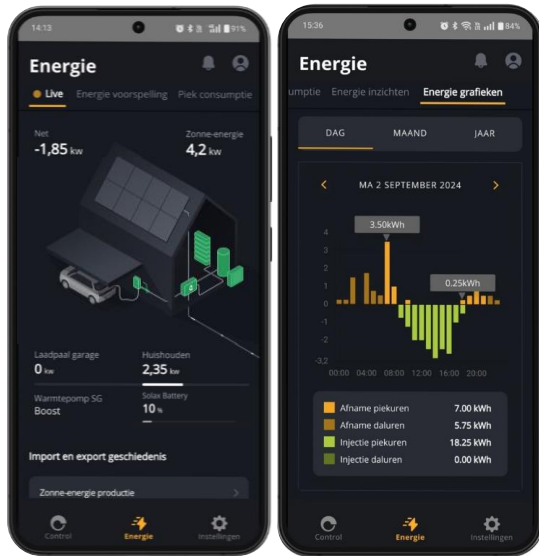 14:13
91%
Energie
Live Energie voorspelling Piek consumptie
Net
-1,85 kw
Zonne-energie
4,2 kw
Laadpaal garage
0 kw
Huishouden
2,35 kw
Warmtepomp SG
Boost
Solax Battery
10 %
Import en export geschiedenis
Zonne-energie productie
Control
Energie
Instellingen
15:36
84%
Energie
umptie Energie inzichten Energie grafieken
DAG MAAND JAAR
MA 2 SEPTEMBER 2024
3.50kWh
0.25kWh
4
3
2
1
0
-1
-2
-3,2
00:00 04:00 08:00 12:00 16:00 20:00
Afname piekuren 7.00 kWh
Afname daluren 5.75 kWh
Injectie piekuren 18.25 kWh
Injectie daluren 0.00 kWh
Control
Energie
Instellingen